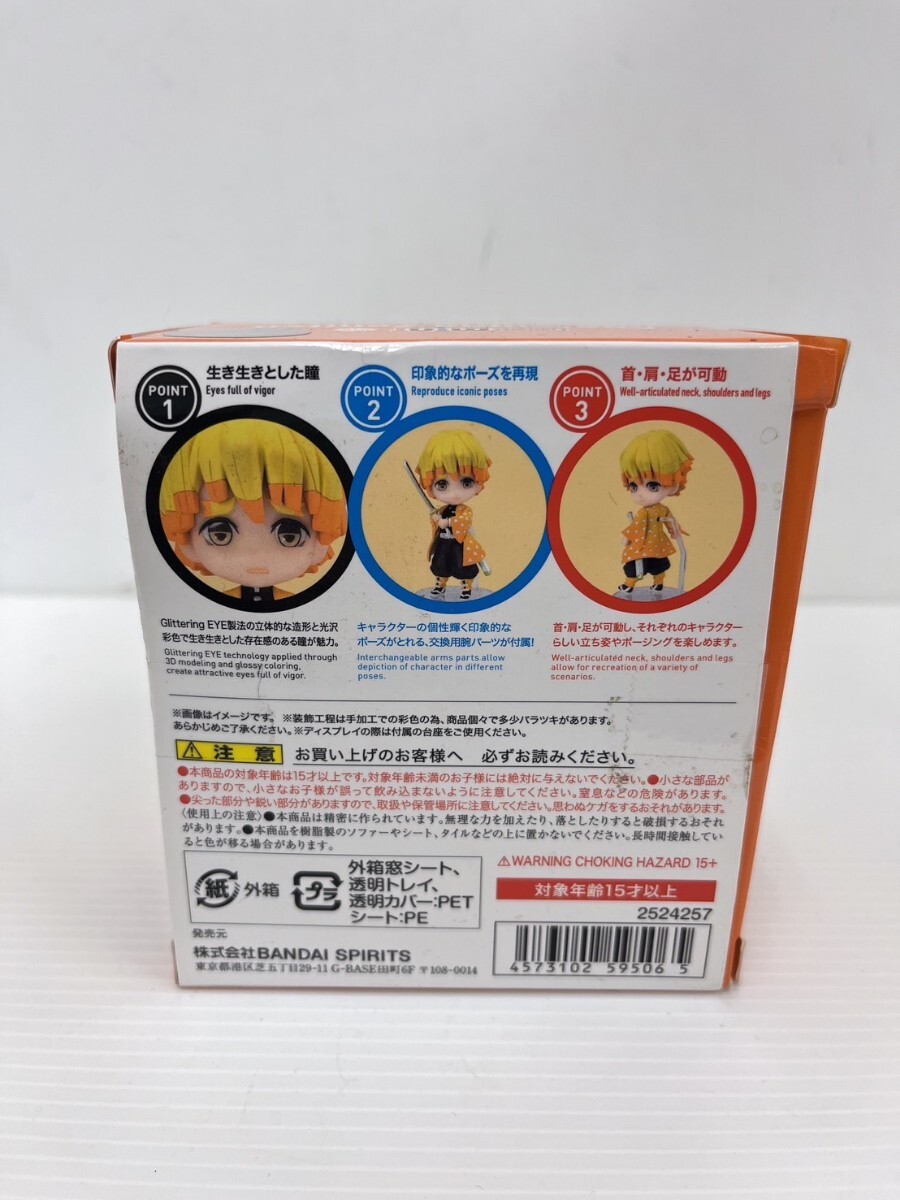 POINT
1
生き生きとした瞳
Eyes full of vigor
POINT
2
印象的なポーズを再現
Reproduce iconic poses
POINT
3
首・肩・足が可動
Well-articulated neck, shoulders and legs
Glittering EYE製法の立体的な造形と光沢
彩色で生き生きとした存在感のある瞳が魅力。
Glittering EYE technology applied through
3D modeling and glossy coloring,
create attractive eyes full of vigor.
キャラクターの個性輝く印象的な
ポーズがとれる、交換用腕パーツが付属!
Interchangeable arms parts allow
depiction of character in different
poses.
首・肩・足が可動し、それぞれのキャラクター
らしい立ち姿やポージングを楽しめます。
Well-articulated neck, shoulders and legs
allow for recreation of a variety of
scenarios.
※画像はイメージです。 ※装飾工程は手加工での彩色の為、商品個々で多少バラツキがあります。
あらかじめご了承ください。※ディスプレイの際は付属の台座をご使用ください。
注意 お買い上げのお客様へ 必ずお読みください。
●本商品の対象年齢は15才以上です。対象年齢未満のお子様には絶対に与えないでください。●小さな部品が
ありますので、小さなお子様が誤って飲み込まないように注意してください。窒息などの危険があります。
●尖った部分や鋭い部分がありますので、取扱や保管場所に注意してください。思わぬケガをするおそれがあります。
〈使用上の注意〉●本商品は精密に作られています。無理な力を加えたり、落としたりすると破損するおそれ
があります。●本商品を樹脂製のソファーやシート、タイルなどの上に置かないでください。長時間接触してい
ると色が移る場合があります。
紙 外箱
プラ
外箱窓シート、
透明トレイ、
透明カバー:PET
シート:PE
⚠WARNING CHOKING HAZARD 15+
対象年齢15才以上
2524257
発売元
株式会社BANDAI SPIRITS
東京都港区芝五丁目29-11 G-BASE田町6F 〒108-0014
4573102 59506 5